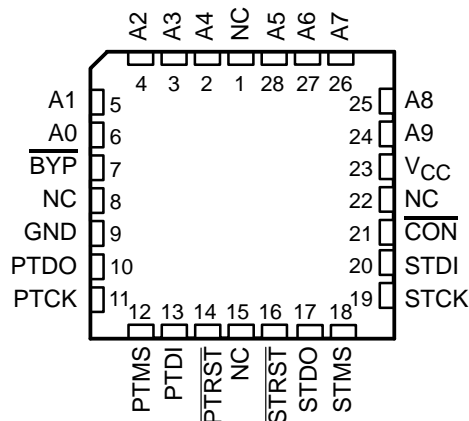 A2 A3 A4 NC A5 A6 A7
4 3 2 1 28 27 26
A1 5 25 A8
A0 6 24 A9
BYP 7 23 VCC
NC 8 22 NC
GND 9 21 CON
PTDO 10 20 STDI
PTCK 11 19 STCK
12 13 14 15 16 17 18
PTMS PTDI PTRST NC STRST STDO STMS